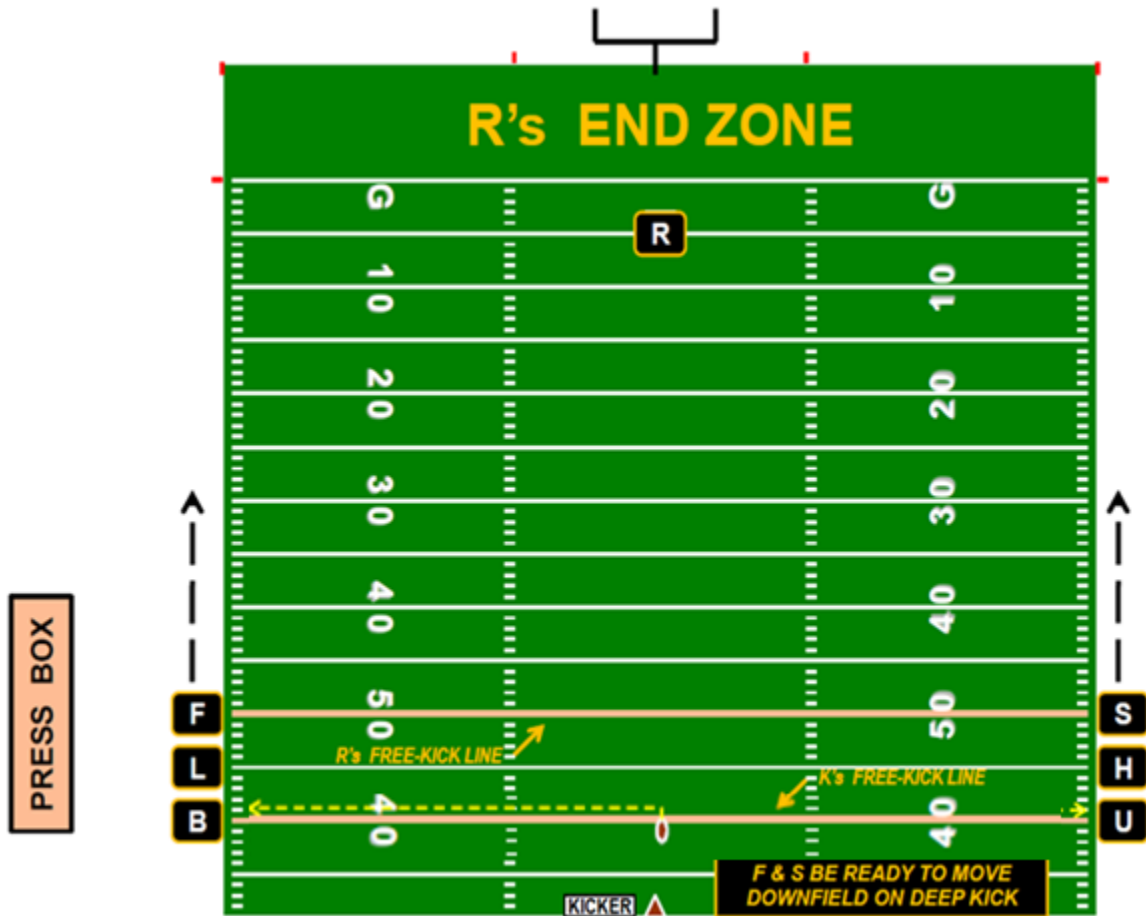 R's END ZONE
G G
R
10 10
20 20
30 30
40 40
PRESS BOX
F 50 50 S
R's FREE-KICK LINE
L H
K's FREE-KICK LINE
B 40 40 U
F & S BE READY TO MOVE
DOWNFIELD ON DEEP KICK
KICKER